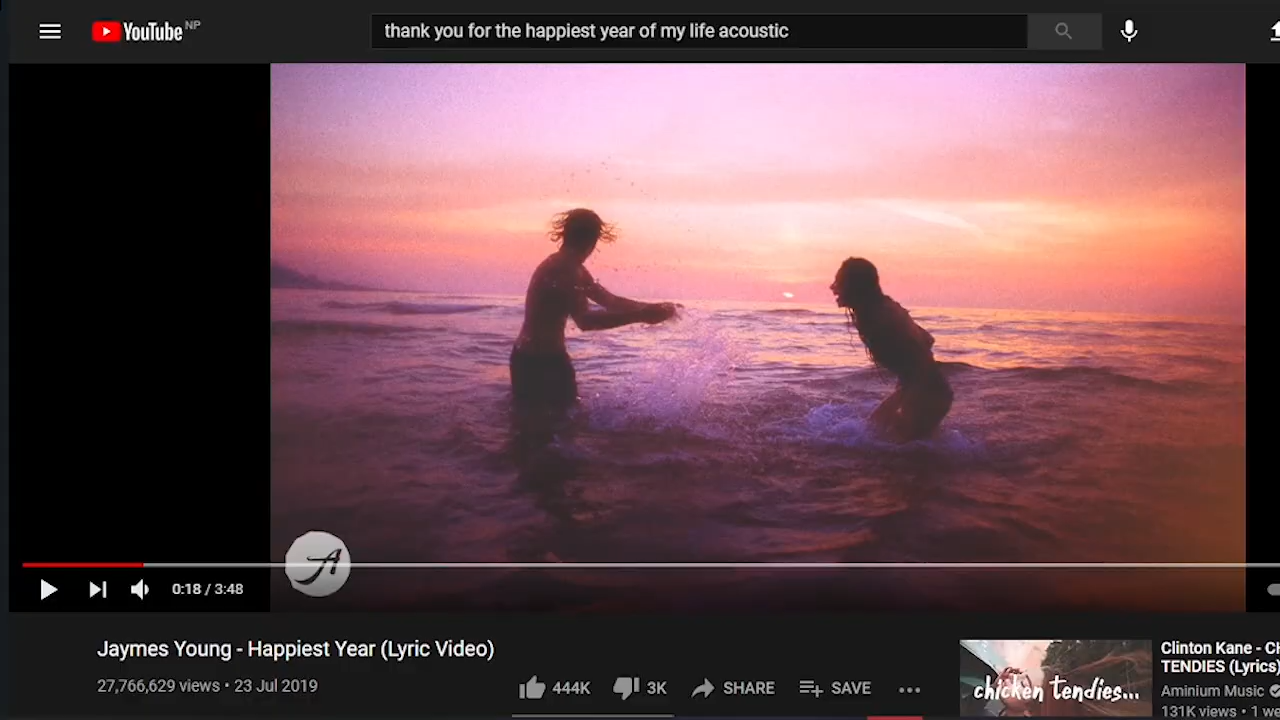 YouTube NP
thank you for the happiest year of my life acoustic
A
0:18 / 3:48
Jaymes Young - Happiest Year (Lyric Video)
27,766,629 views • 23 Jul 2019
444K
3K
SHARE
SAVE
chicken tendies...
Clinton Kane - CH
TENDIES (Lyrics)
Aminium Music
131K views • 1 we